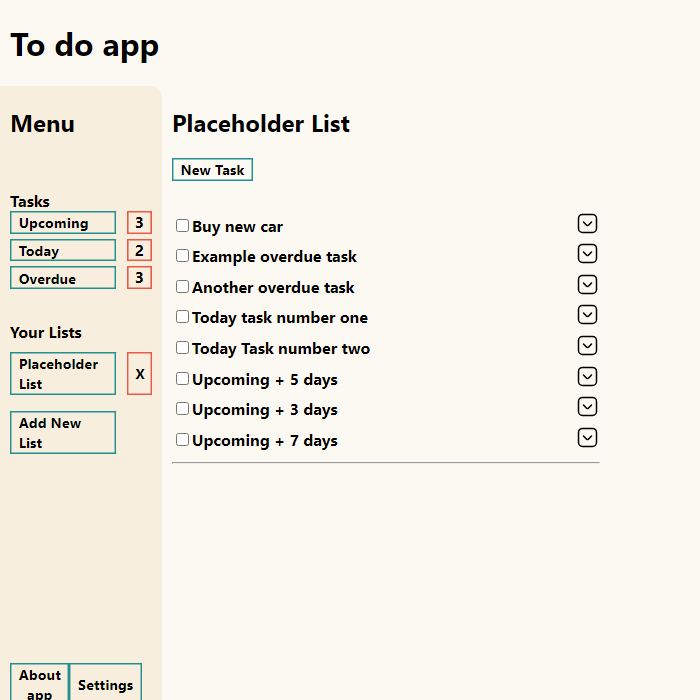 To do app
Menu
Tasks
Upcoming 3
Today 2
Overdue 3
Your Lists
Placeholder
List
X
Add New
List
About
app
Settings
Placeholder List
New Task
Buy new car
Example overdue task
Another overdue task
Today task number one
Today Task number two
Upcoming + 5 days
Upcoming + 3 days
Upcoming + 7 days